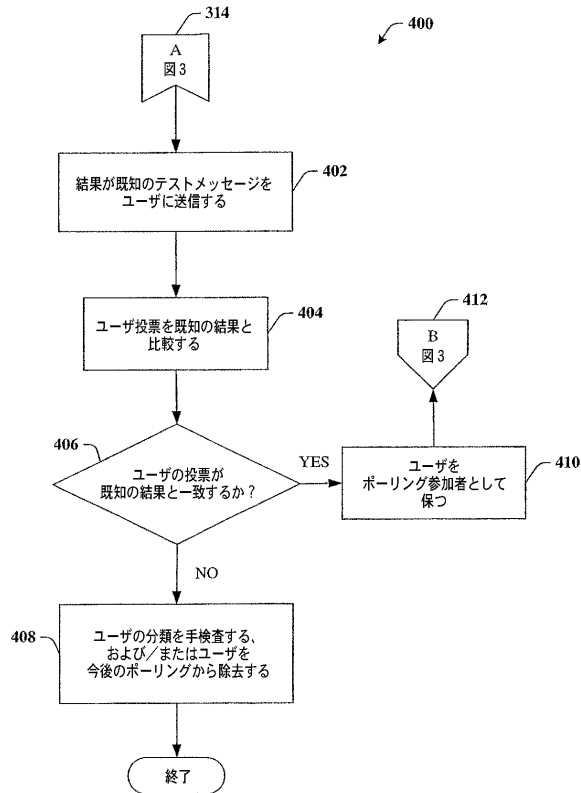 314
400
A
図３
結果が既知のテストメッセージを
ユーザに送信する
402
ユーザ投票を既知の結果と
比較する
404
412
B
図３
406
ユーザの投票が
既知の結果と一致するか？
YES
ユーザを
ポーリング参加者として
保つ
410
NO
408
ユーザの分類を手検査する、
および／またはユーザを
今後のポーリングから除去する
終了